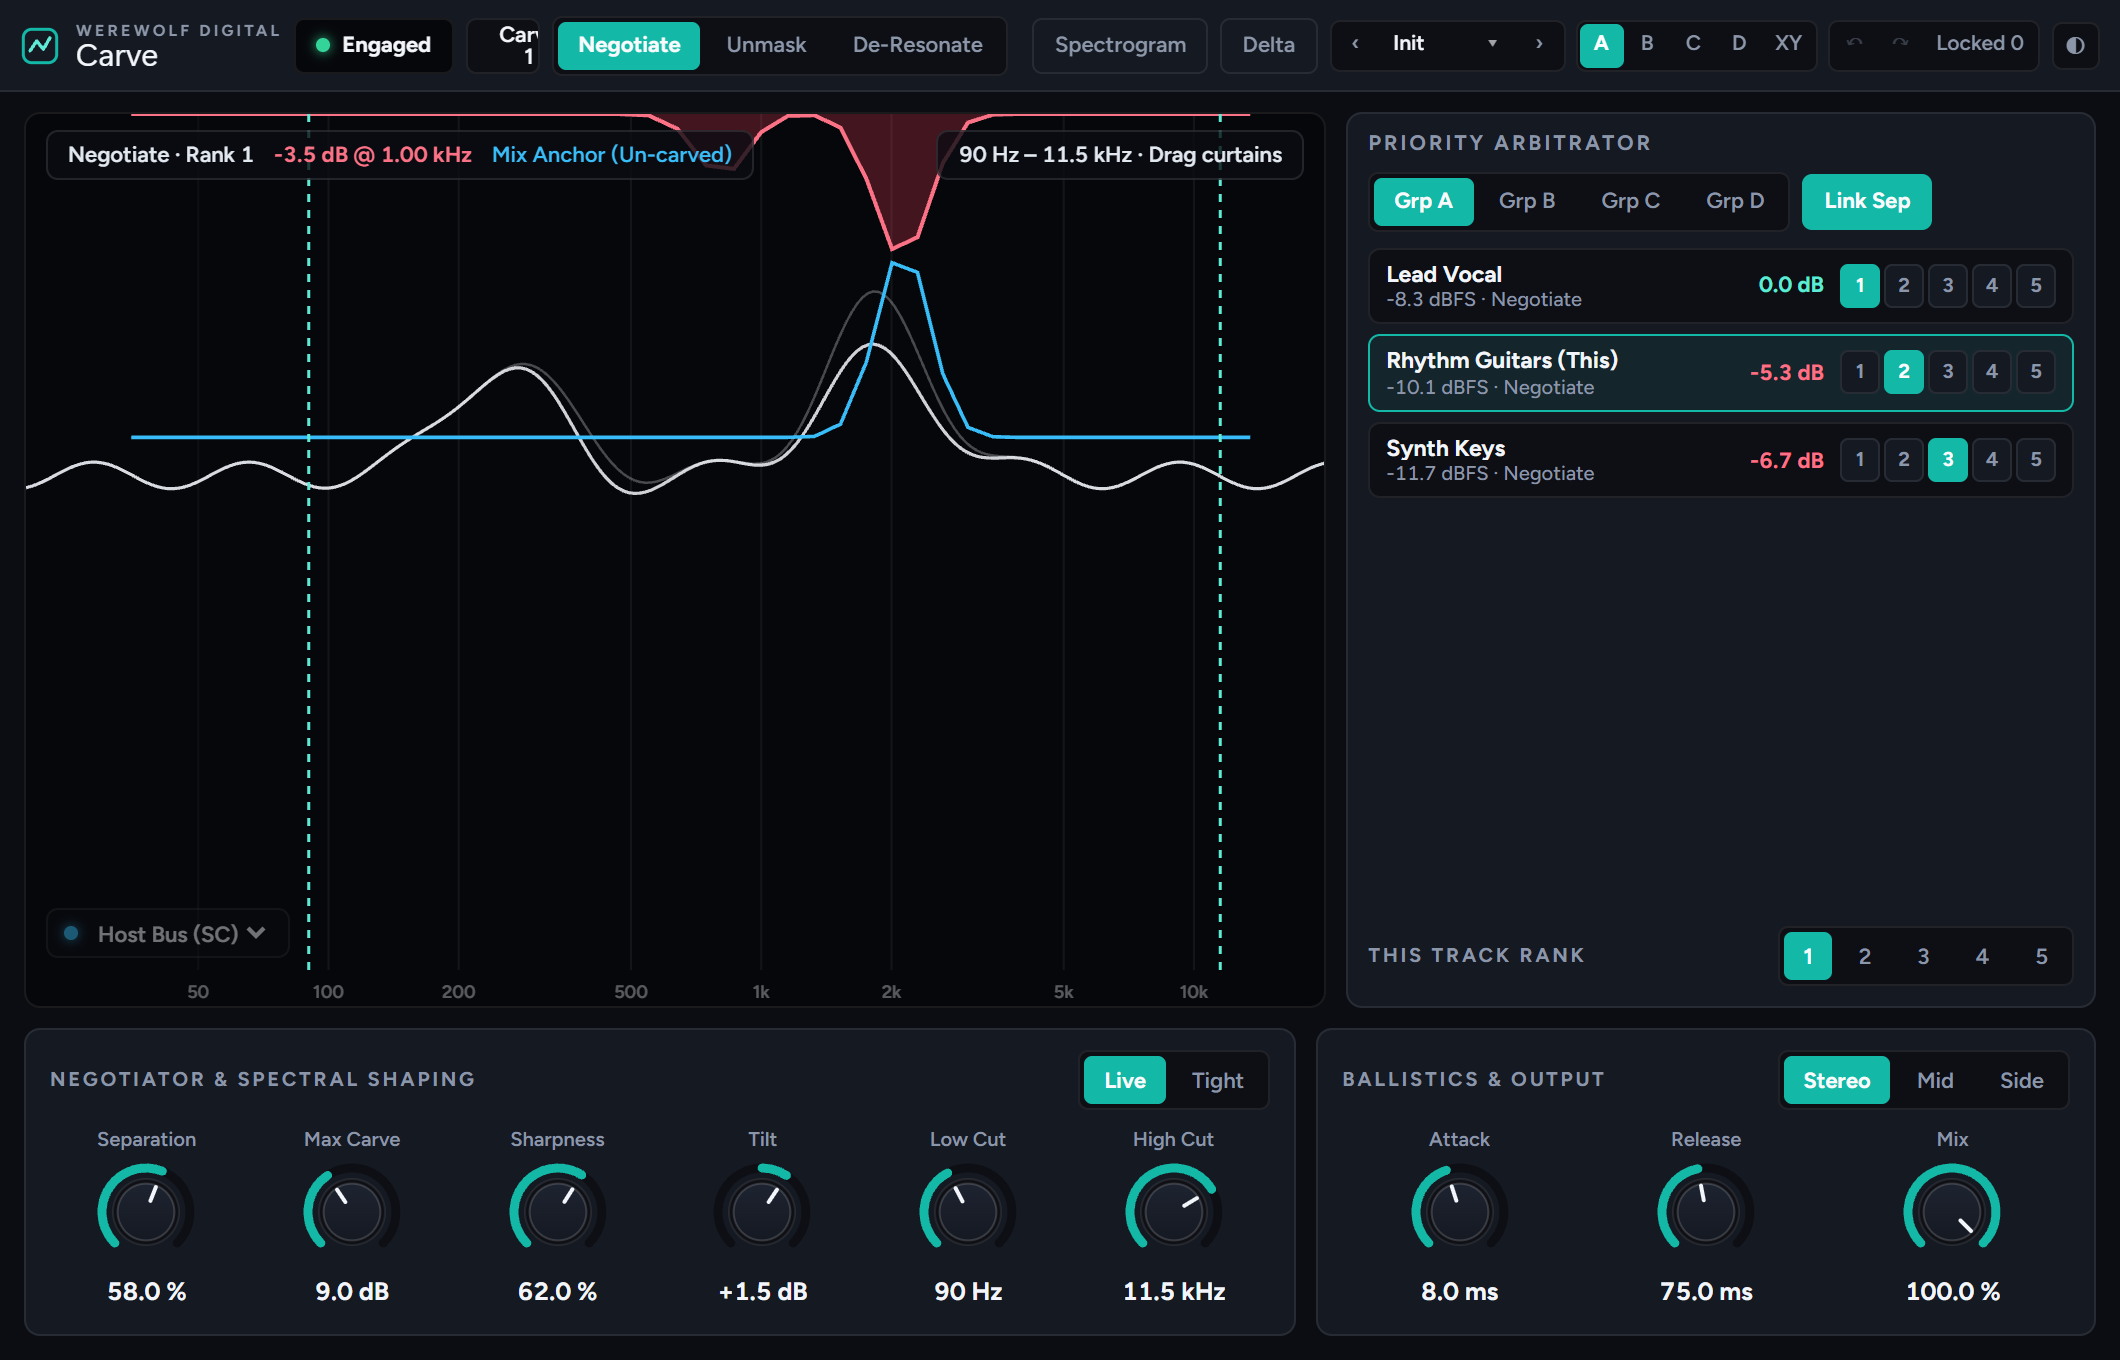 WEREWOLF DIGITAL
Carve
Engaged
Carv
1
Negotiate Unmask De-Resonate
Spectrogram Delta
‹ Init ▾ ›
A B C D XY
Locked 0
Negotiate · Rank 1 -3.5 dB @ 1.00 kHz Mix Anchor (Un-carved)
90 Hz – 11.5 kHz · Drag curtains
Host Bus (SC)
50 100 200 500 1k 2k 5k 10k
PRIORITY ARBITRATOR
Grp A Grp B Grp C Grp D Link Sep
Lead Vocal
-8.3 dBFS · Negotiate
0.0 dB 1 2 3 4 5
Rhythm Guitars (This)
-10.1 dBFS · Negotiate
-5.3 dB 1 2 3 4 5
Synth Keys
-11.7 dBFS · Negotiate
-6.7 dB 1 2 3 4 5
THIS TRACK RANK 1 2 3 4 5
NEGOTIATOR & SPECTRAL SHAPING Live Tight
Separation Max Carve Sharpness Tilt Low Cut High Cut
58.0 % 9.0 dB 62.0 % +1.5 dB 90 Hz 11.5 kHz
BALLISTICS & OUTPUT Stereo Mid Side
Attack Release Mix
8.0 ms 75.0 ms 100.0 %